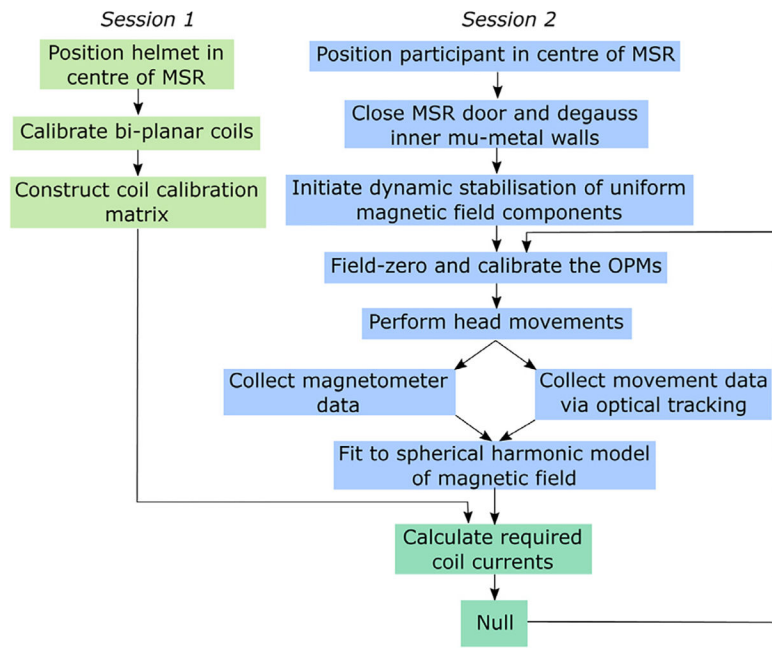 Session 1
Position helmet in
centre of MSR
Calibrate bi-planar coils
Construct coil calibration
matrix
Session 2
Position participant in centre of MSR
Close MSR door and degauss
inner mu-metal walls
Initiate dynamic stabilisation of uniform
magnetic field components
Field-zero and calibrate the OPMs
Perform head movements
Collect magnetometer
data
Collect movement data
via optical tracking
Fit to spherical harmonic model
of magnetic field
Calculate required
coil currents
Null